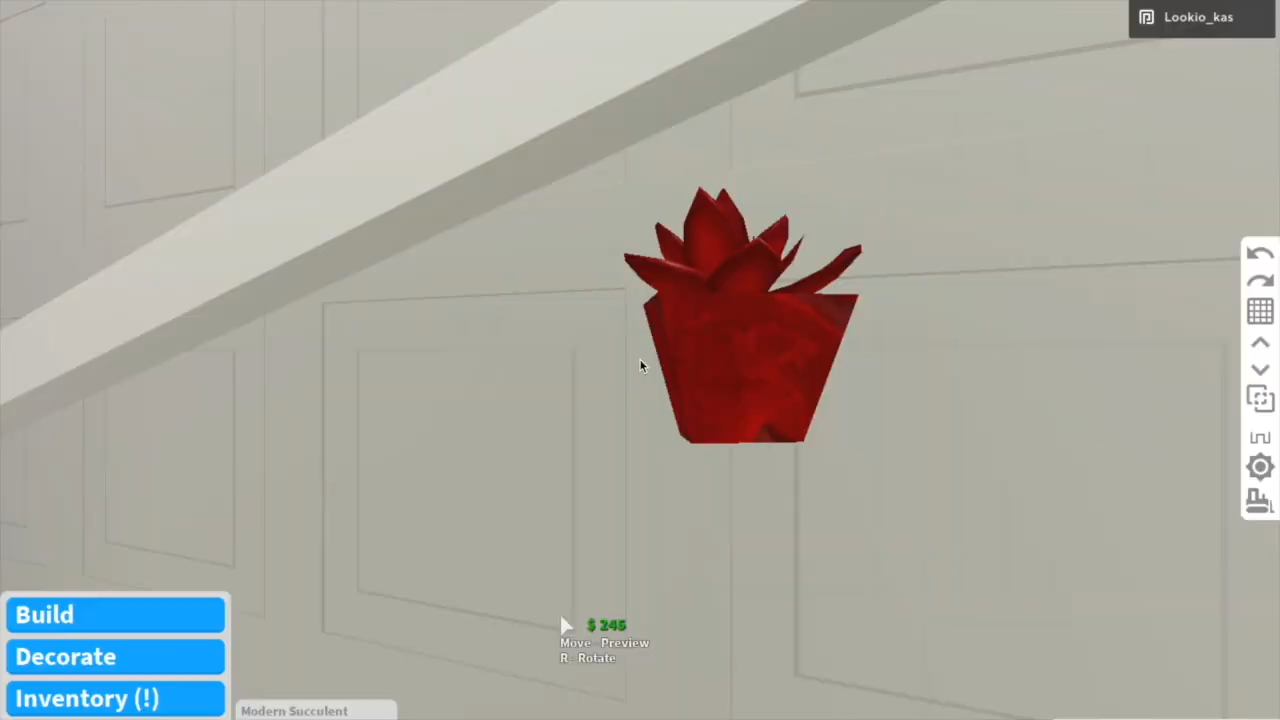 Lookio_kas
$ 245
Move - Preview
R - Rotate
Build
Decorate
Inventory (!)
Modern Succulent